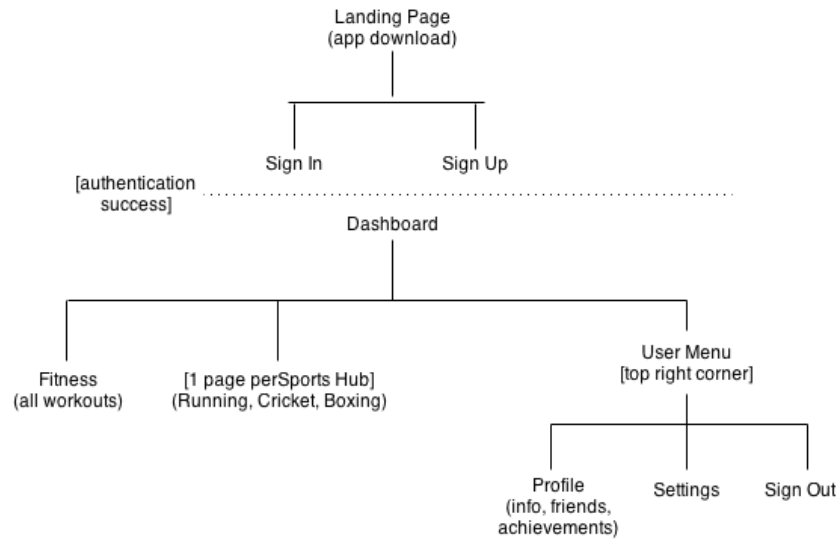 Landing Page
(app download)
Sign In
Sign Up
[authentication
success]
Dashboard
Fitness
(all workouts)
[1 page perSports Hub]
(Running, Cricket, Boxing)
User Menu
[top right corner]
Profile
(info, friends,
achievements)
Settings
Sign Out